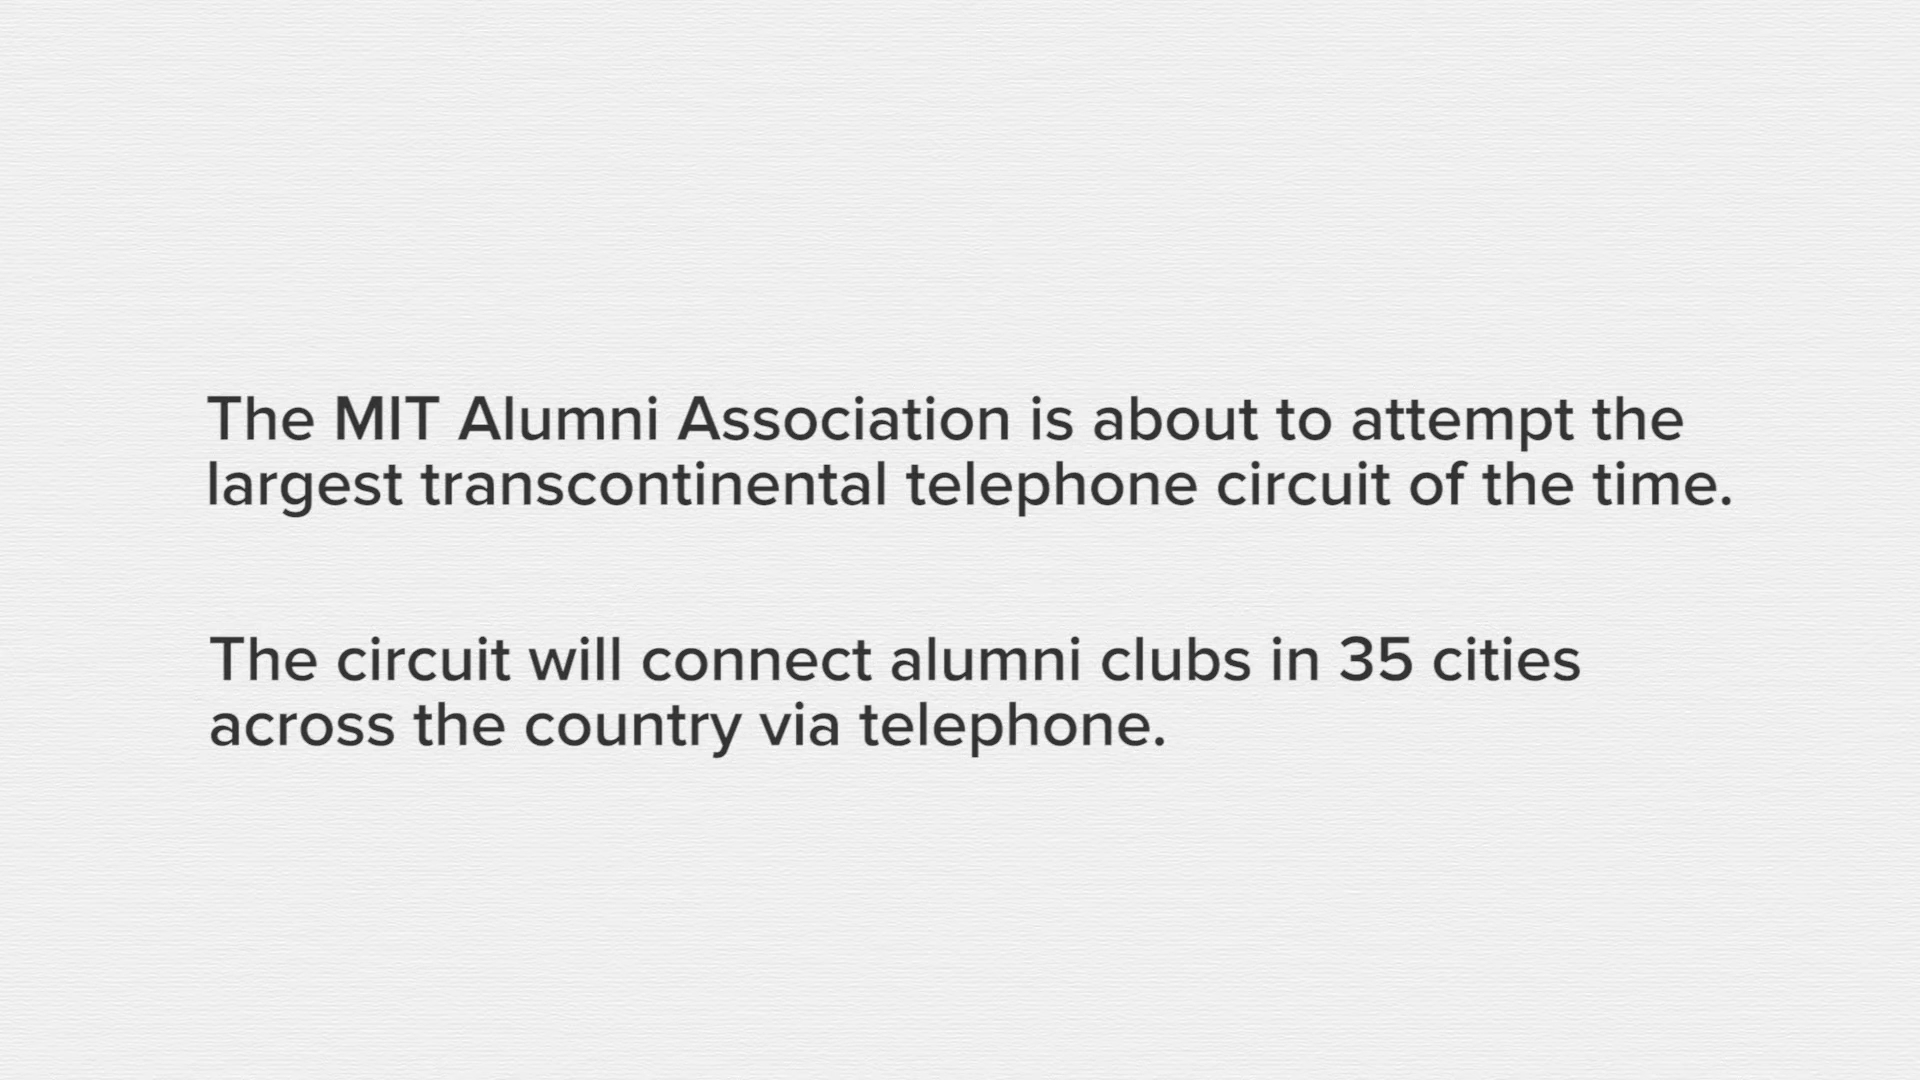 The MIT Alumni Association is about to attempt the
largest transcontinental telephone circuit of the time.
The circuit will connect alumni clubs in 35 cities
across the country via telephone.